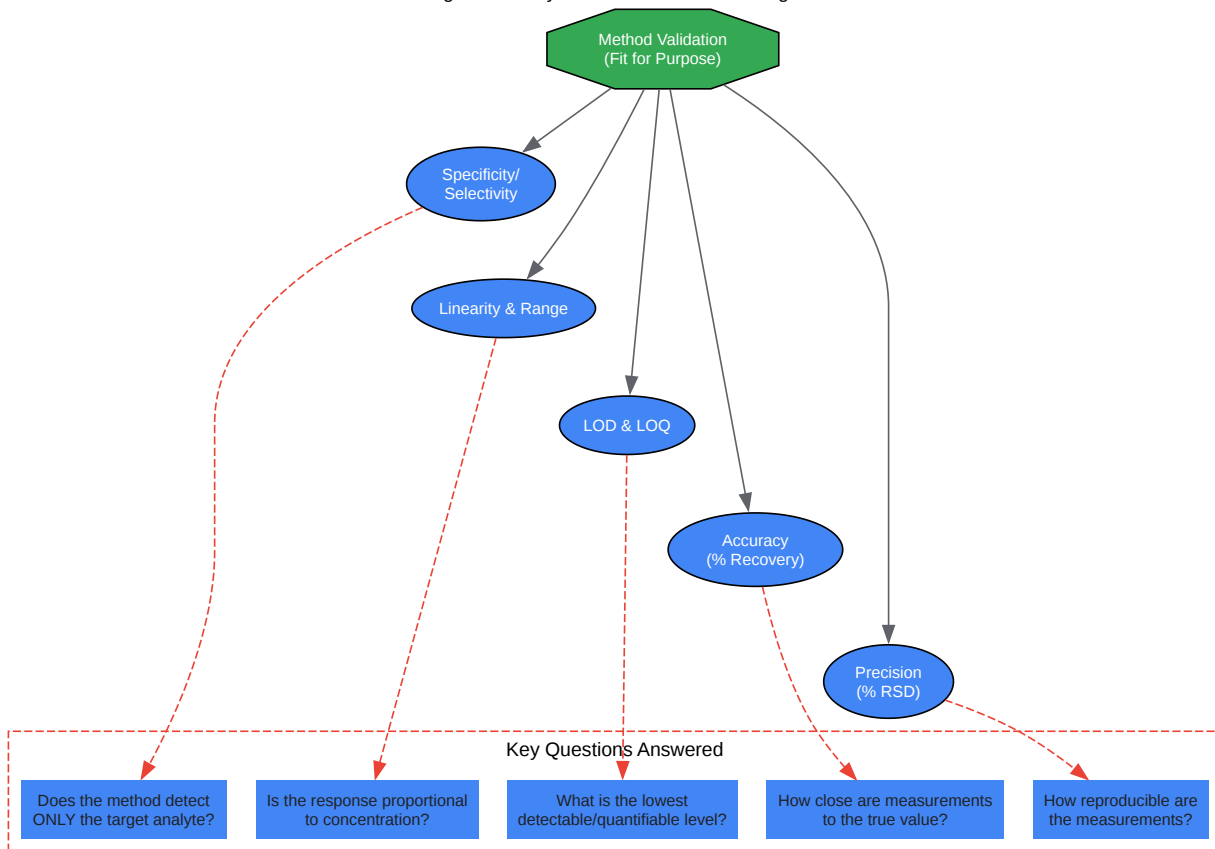 Method Validation
(Fit for Purpose)
Specificity/
Selectivity
Linearity & Range
LOD & LOQ
Accuracy
(% Recovery)
Precision
(% RSD)
Key Questions Answered
Does the method detect
ONLY the target analyte?
Is the response proportional
to concentration?
What is the lowest
detectable/quantifiable level?
How close are measurements
to the true value?
How reproducible are
the measurements?